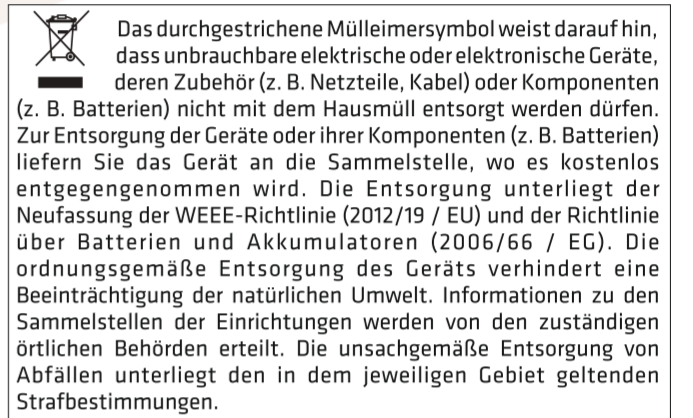 Das durchgestrichene Mülleimersymbol weist darauf hin,
dass unbrauchbare elektrische oder elektronische Geräte,
deren Zubehör (z. B. Netzteile, Kabel) oder Komponenten
(z. B. Batterien) nicht mit dem Hausmüll entsorgt werden dürfen.
Zur Entsorgung der Geräte oder ihrer Komponenten (z. B. Batterien)
liefern Sie das Gerät an die Sammelstelle, wo es kostenlos
entgegengenommen wird. Die Entsorgung unterliegt der
Neufassung der WEEE-Richtlinie (2012/19 / EU) und der Richtlinie
über Batterien und Akkumulatoren (2006/66 / EG). Die
ordnungsgemäße Entsorgung des Geräts verhindert eine
Beeinträchtigung der natürlichen Umwelt. Informationen zu den
Sammelstellen der Einrichtungen werden von den zuständigen
örtlichen Behörden erteilt. Die unsachgemäße Entsorgung von
Abfällen unterliegt den in dem jeweiligen Gebiet geltenden
Strafbestimmungen.